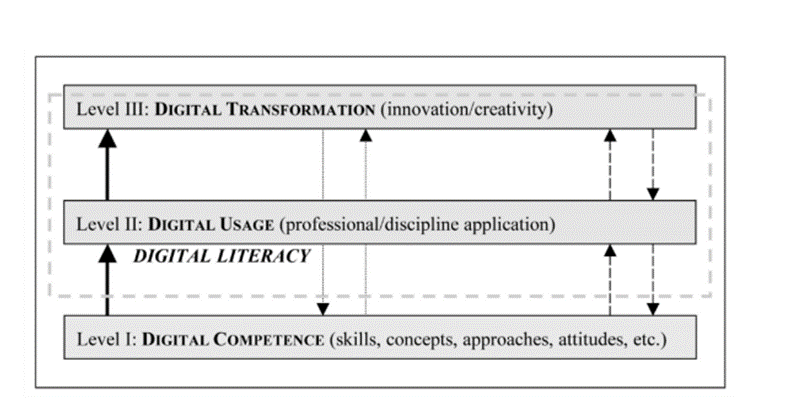 Level III: DIGITAL TRANSFORMATION (innovation/creativity)
Level II: DIGITAL USAGE (professional/discipline application)
DIGITAL LITERACY
Level I: DIGITAL COMPETENCE (skills, concepts, approaches, attitudes, etc.)